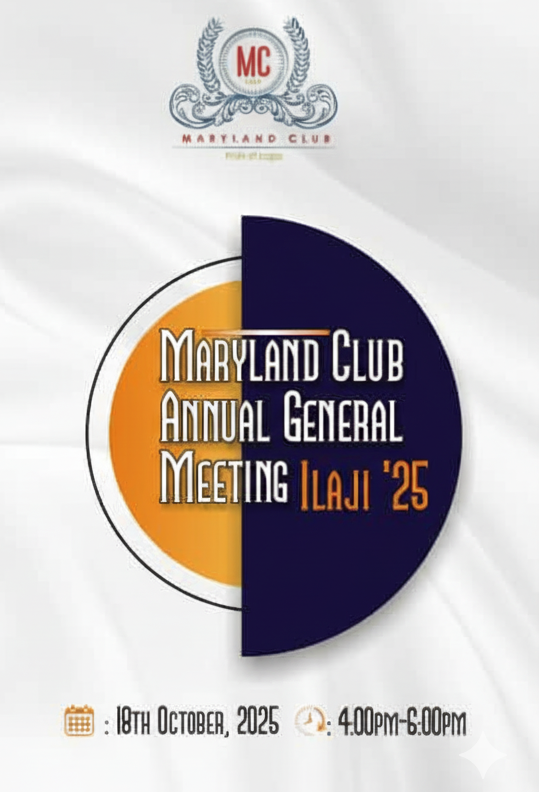 MC
MARYLAND CLUB
MARYLAND CLUB
ANNUAL GENERAL
MEETING ILAJI '25
: 18TH OCTOBER, 2025 : 4.00PM-6:00PM